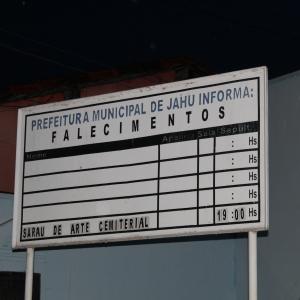 PREFEITURA MUNICIPAL DE JAHU INFORMA:
FALECIMENTOS
Nome Sala Sepult.
: Hs
: Hs
: Hs
: Hs
SARAU DE ARTE CEMITERIAL 19:00 Hs